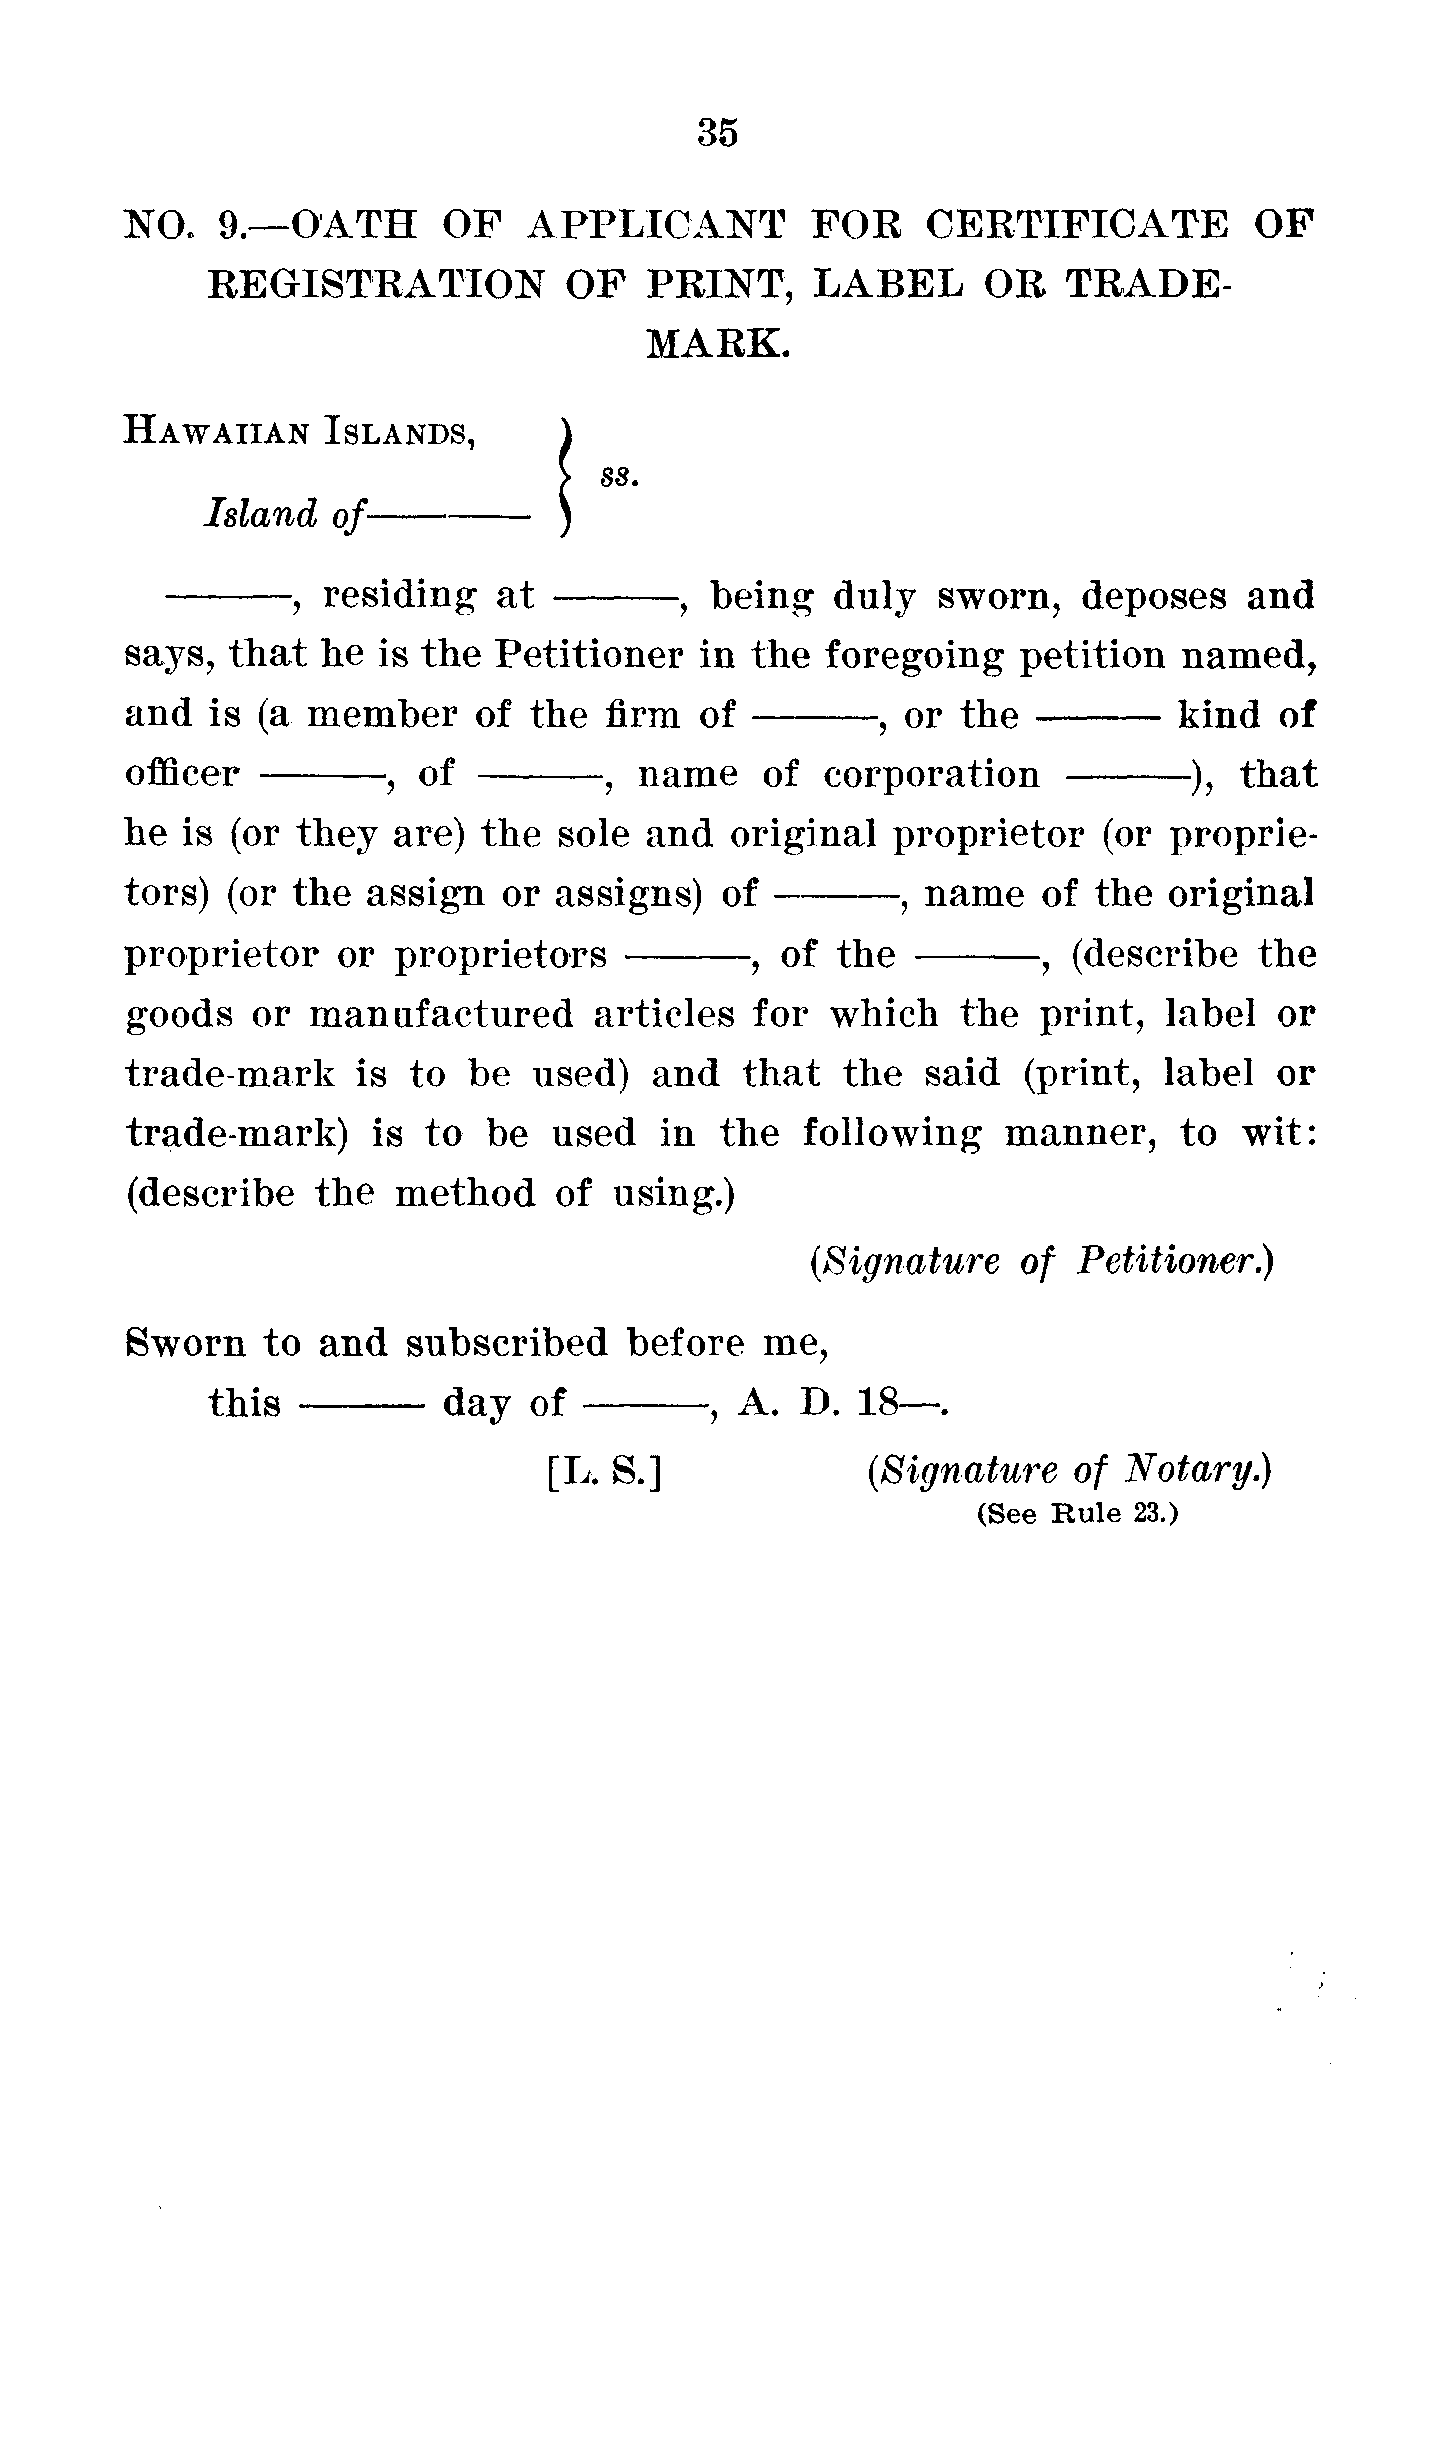 35
NO. 9.—OATH OF APPLICANT FOR CERTIFICATE OF
REGISTRATION OF PRINT, LABEL OR TRADE-
MARK.
HAWAIIAN ISLANDS,
ss.
Island of———
———, residing at ———, being duly sworn, deposes and
says, that he is the Petitioner in the foregoing petition named,
and is (a member of the firm of ———, or the ——— kind of
officer ———, of ———, name of corporation ———), that
he is (or they are) the sole and original proprietor (or proprie-
tors) (or the assign or assigns) of ———, name of the original
proprietor or proprietors ———, of the ———, (describe the
goods or manufactured articles for which the print, label or
trade-mark is to be used) and that the said (print, label or
trade-mark) is to be used in the following manner, to wit:
(describe the method of using.)
(Signature of Petitioner.)
Sworn to and subscribed before me,
this ——— day of ———, A. D. 18—.
[L. S.] (Signature of Notary.)
(See Rule 23.)